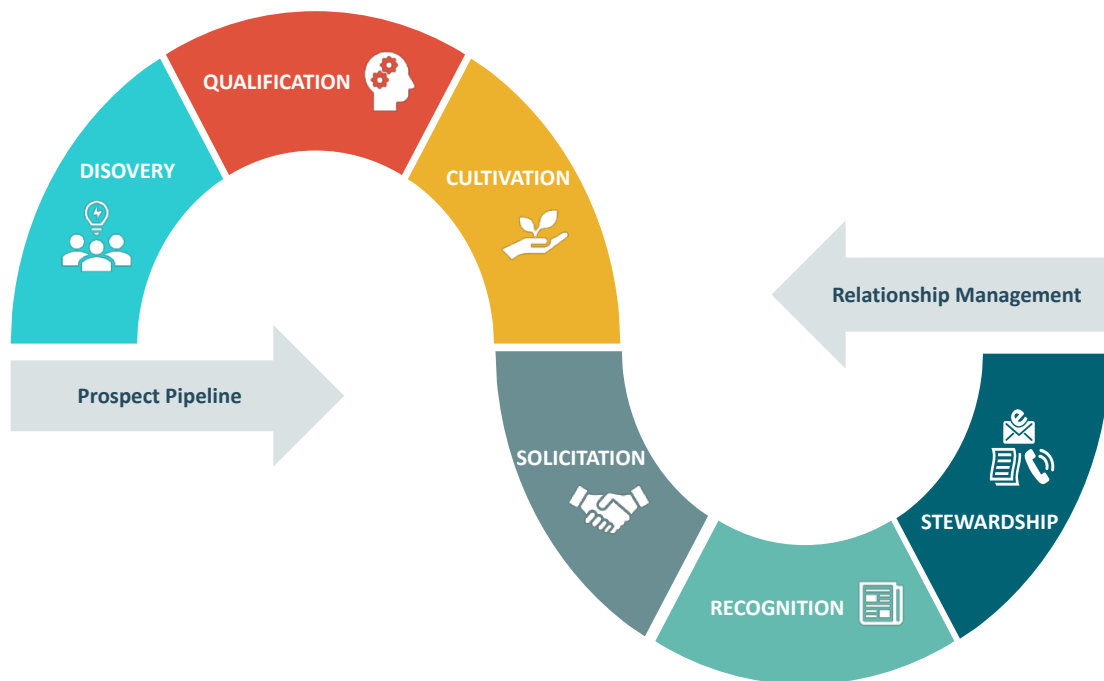 DISOVERY
QUALIFICATION
CULTIVATION
Prospect Pipeline
Relationship Management
SOLICITATION
RECOGNITION
STEWARDSHIP